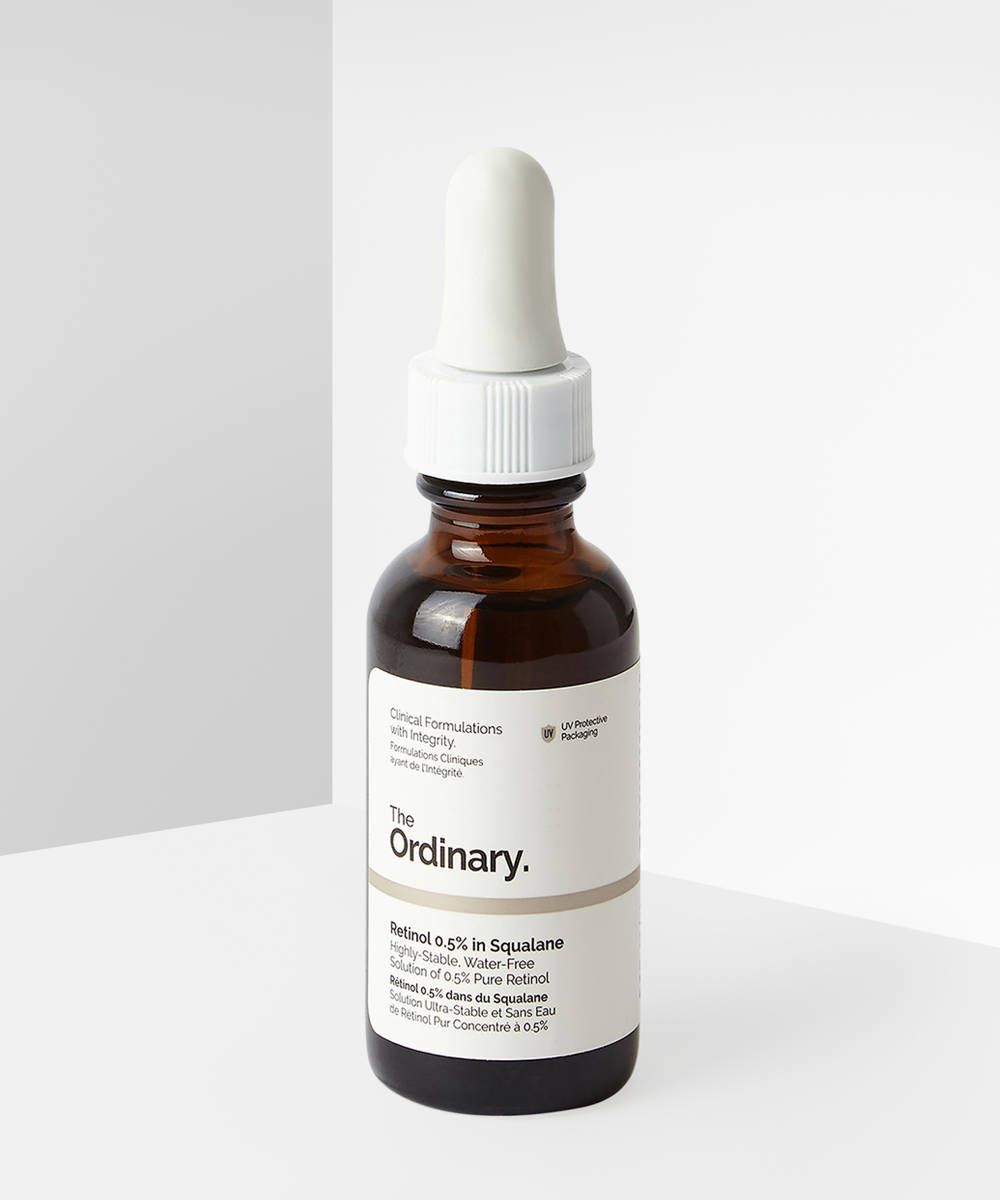 Clinical Formulations
with Integrity.
Formulations Cliniques
ayant de l'Intégrité.
UV
UV Protective
Packaging
The
Ordinary.
Retinol 0.5% in Squalane
Highly-Stable, Water-Free
Solution of 0.5% Pure Retinol
Rétinol 0.5% dans du Squalane
Solution Ultra-Stable et Sans Eau
de Rétinol Pur Concentré à 0.5%